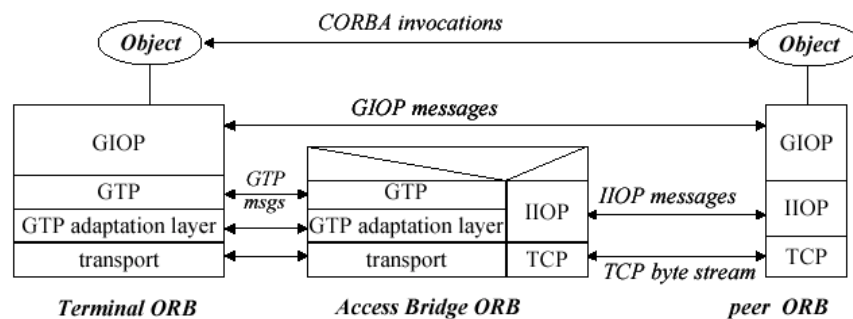 CORBA invocations
Object
Object
GIOP messages
GIOP
GIOP
GTP
GTP
msgs
GTP
IIOP
IIOP messages
IIOP
GTP adaptation layer
GTP adaptation layer
transport
transport
TCP
TCP byte stream
TCP
Terminal ORB
Access Bridge ORB
peer ORB